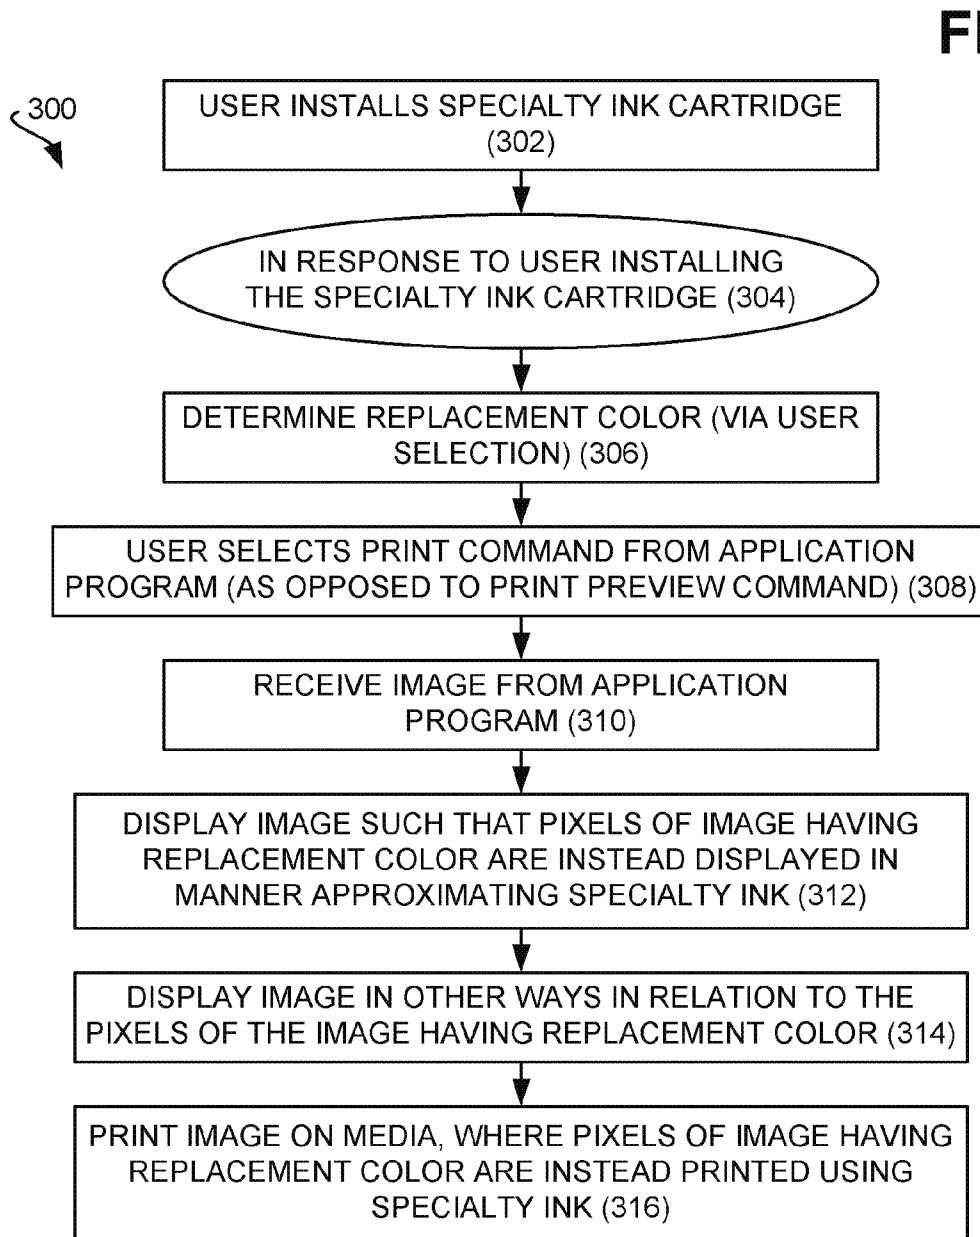 300
USER INSTALLS SPECIALTY INK CARTRIDGE
(302)
IN RESPONSE TO USER INSTALLING
THE SPECIALTY INK CARTRIDGE (304)
DETERMINE REPLACEMENT COLOR (VIA USER
SELECTION) (306)
USER SELECTS PRINT COMMAND FROM APPLICATION
PROGRAM (AS OPPOSED TO PRINT PREVIEW COMMAND) (308)
RECEIVE IMAGE FROM APPLICATION
PROGRAM (310)
DISPLAY IMAGE SUCH THAT PIXELS OF IMAGE HAVING
REPLACEMENT COLOR ARE INSTEAD DISPLAYED IN
MANNER APPROXIMATING SPECIALTY INK (312)
DISPLAY IMAGE IN OTHER WAYS IN RELATION TO THE
PIXELS OF THE IMAGE HAVING REPLACEMENT COLOR (314)
PRINT IMAGE ON MEDIA, WHERE PIXELS OF IMAGE HAVING
REPLACEMENT COLOR ARE INSTEAD PRINTED USING
SPECIALTY INK (316)